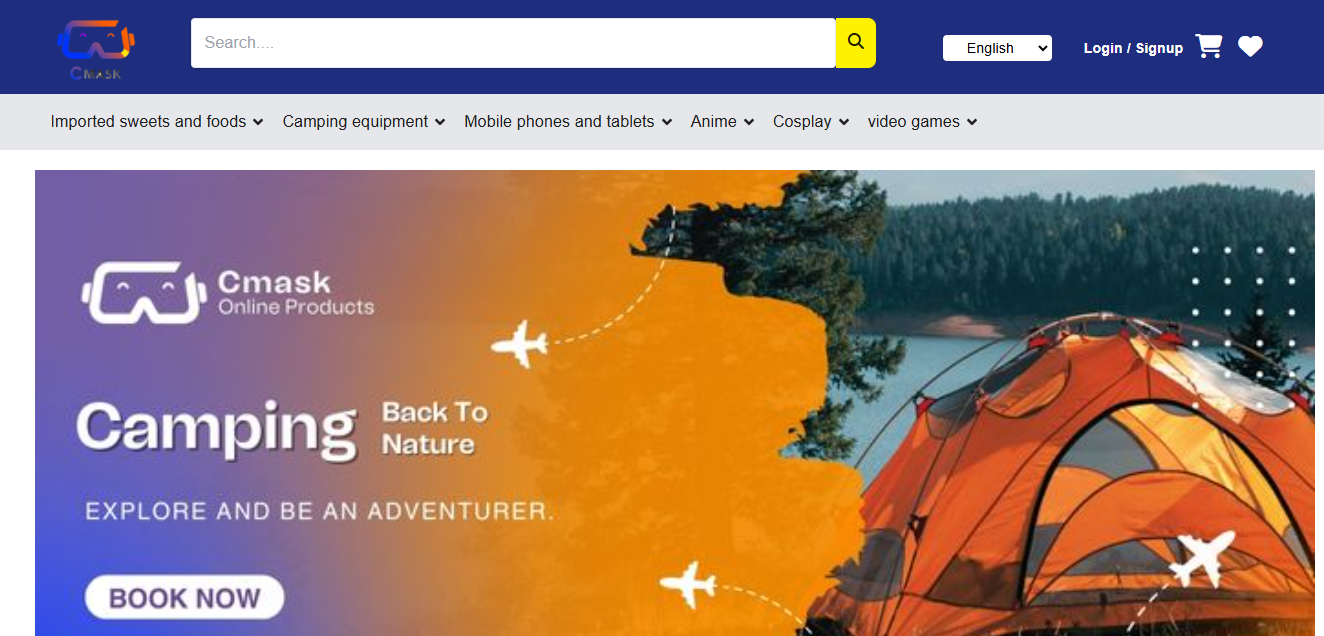 Cmask
Search....
English
Login / Signup
Imported sweets and foods
Camping equipment
Mobile phones and tablets
Anime
Cosplay
video games
Cmask
Online Products
Camping
Back To
Nature
EXPLORE AND BE AN ADVENTURER.
BOOK NOW